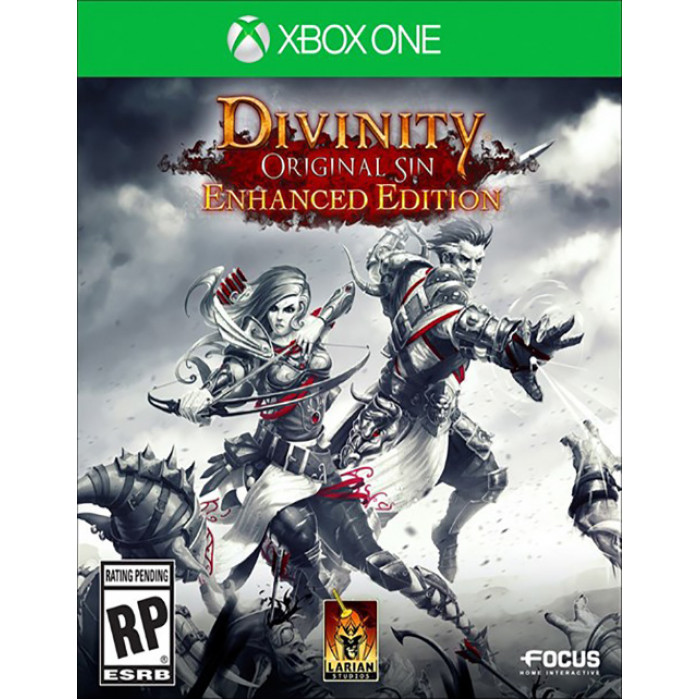 XBOX ONE
DIVINITY
ORIGINAL SIN
ENHANCED EDITION
RATING PENDING
RP
ESRB
LARIAN
STUDIOS
FOCUS
HOME INTERACTIVE